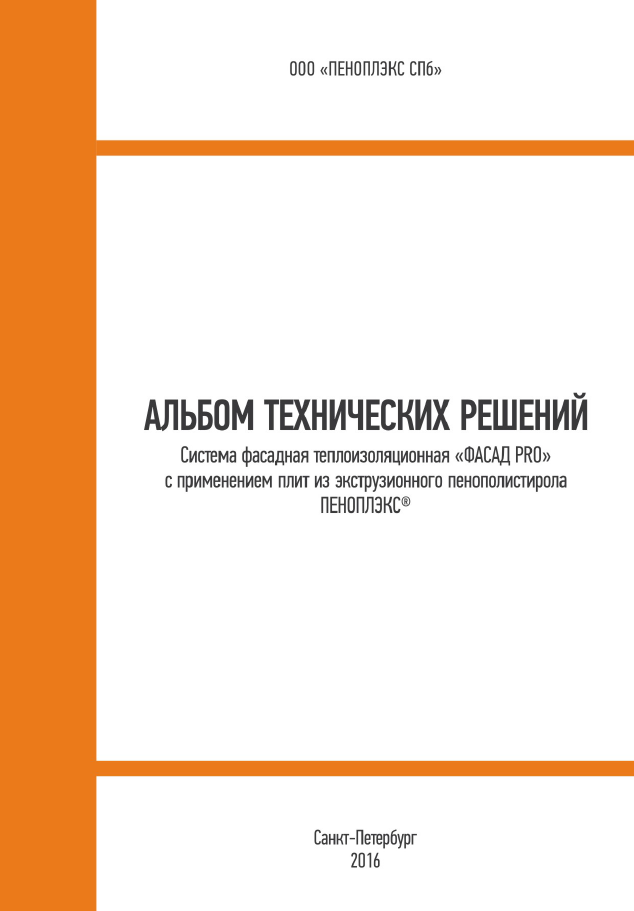 ООО «ПЕНОПЛЭКС СПб»
АЛЬБОМ ТЕХНИЧЕСКИХ РЕШЕНИЙ
Система фасадная теплоизоляционная «ФАСАД PRO»
с применением плит из экструзионного пенополистирола
ПЕНОПЛЭКС®
Санкт-Петербург
2016